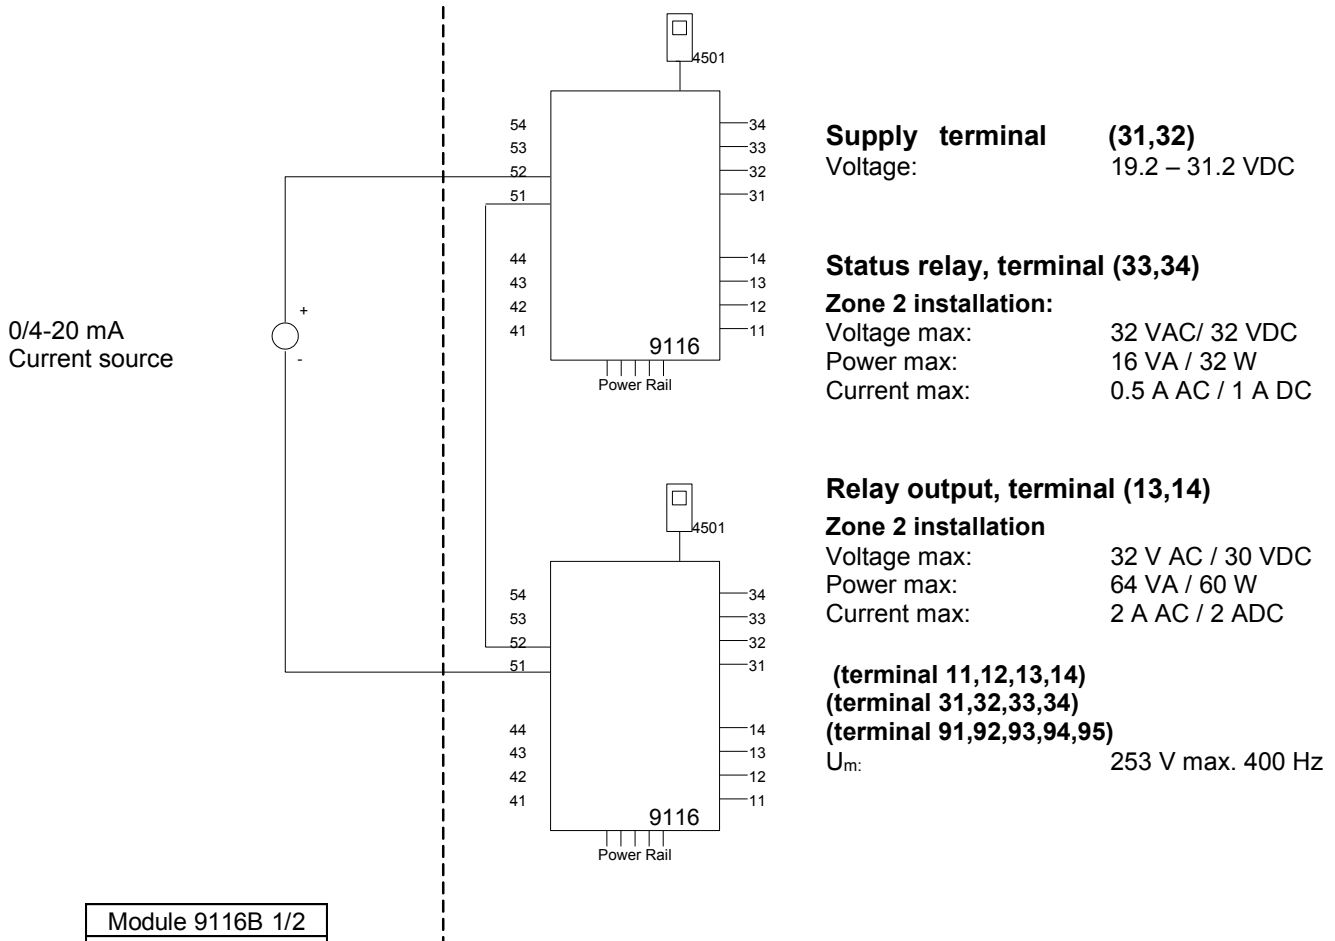 4501
54
53
52
51
44
43
42
41
34
33
32
31
14
13
12
11
9116
Power Rail
0/4-20 mA
Current source
+
-
4501
54
53
52
51
44
43
42
41
34
33
32
31
14
13
12
11
9116
Power Rail
Supply terminal (31,32)
Voltage: 19.2 – 31.2 VDC
Status relay, terminal (33,34)
Zone 2 installation:
Voltage max: 32 VAC/ 32 VDC
Power max: 16 VA / 32 W
Current max: 0.5 A AC / 1 A DC
Relay output, terminal (13,14)
Zone 2 installation
Voltage max: 32 V AC / 30 VDC
Power max: 64 VA / 60 W
Current max: 2 A AC / 2 ADC
(terminal 11,12,13,14)
(terminal 31,32,33,34)
(terminal 91,92,93,94,95)
Um: 253 V max. 400 Hz
Module 9116B 1/2